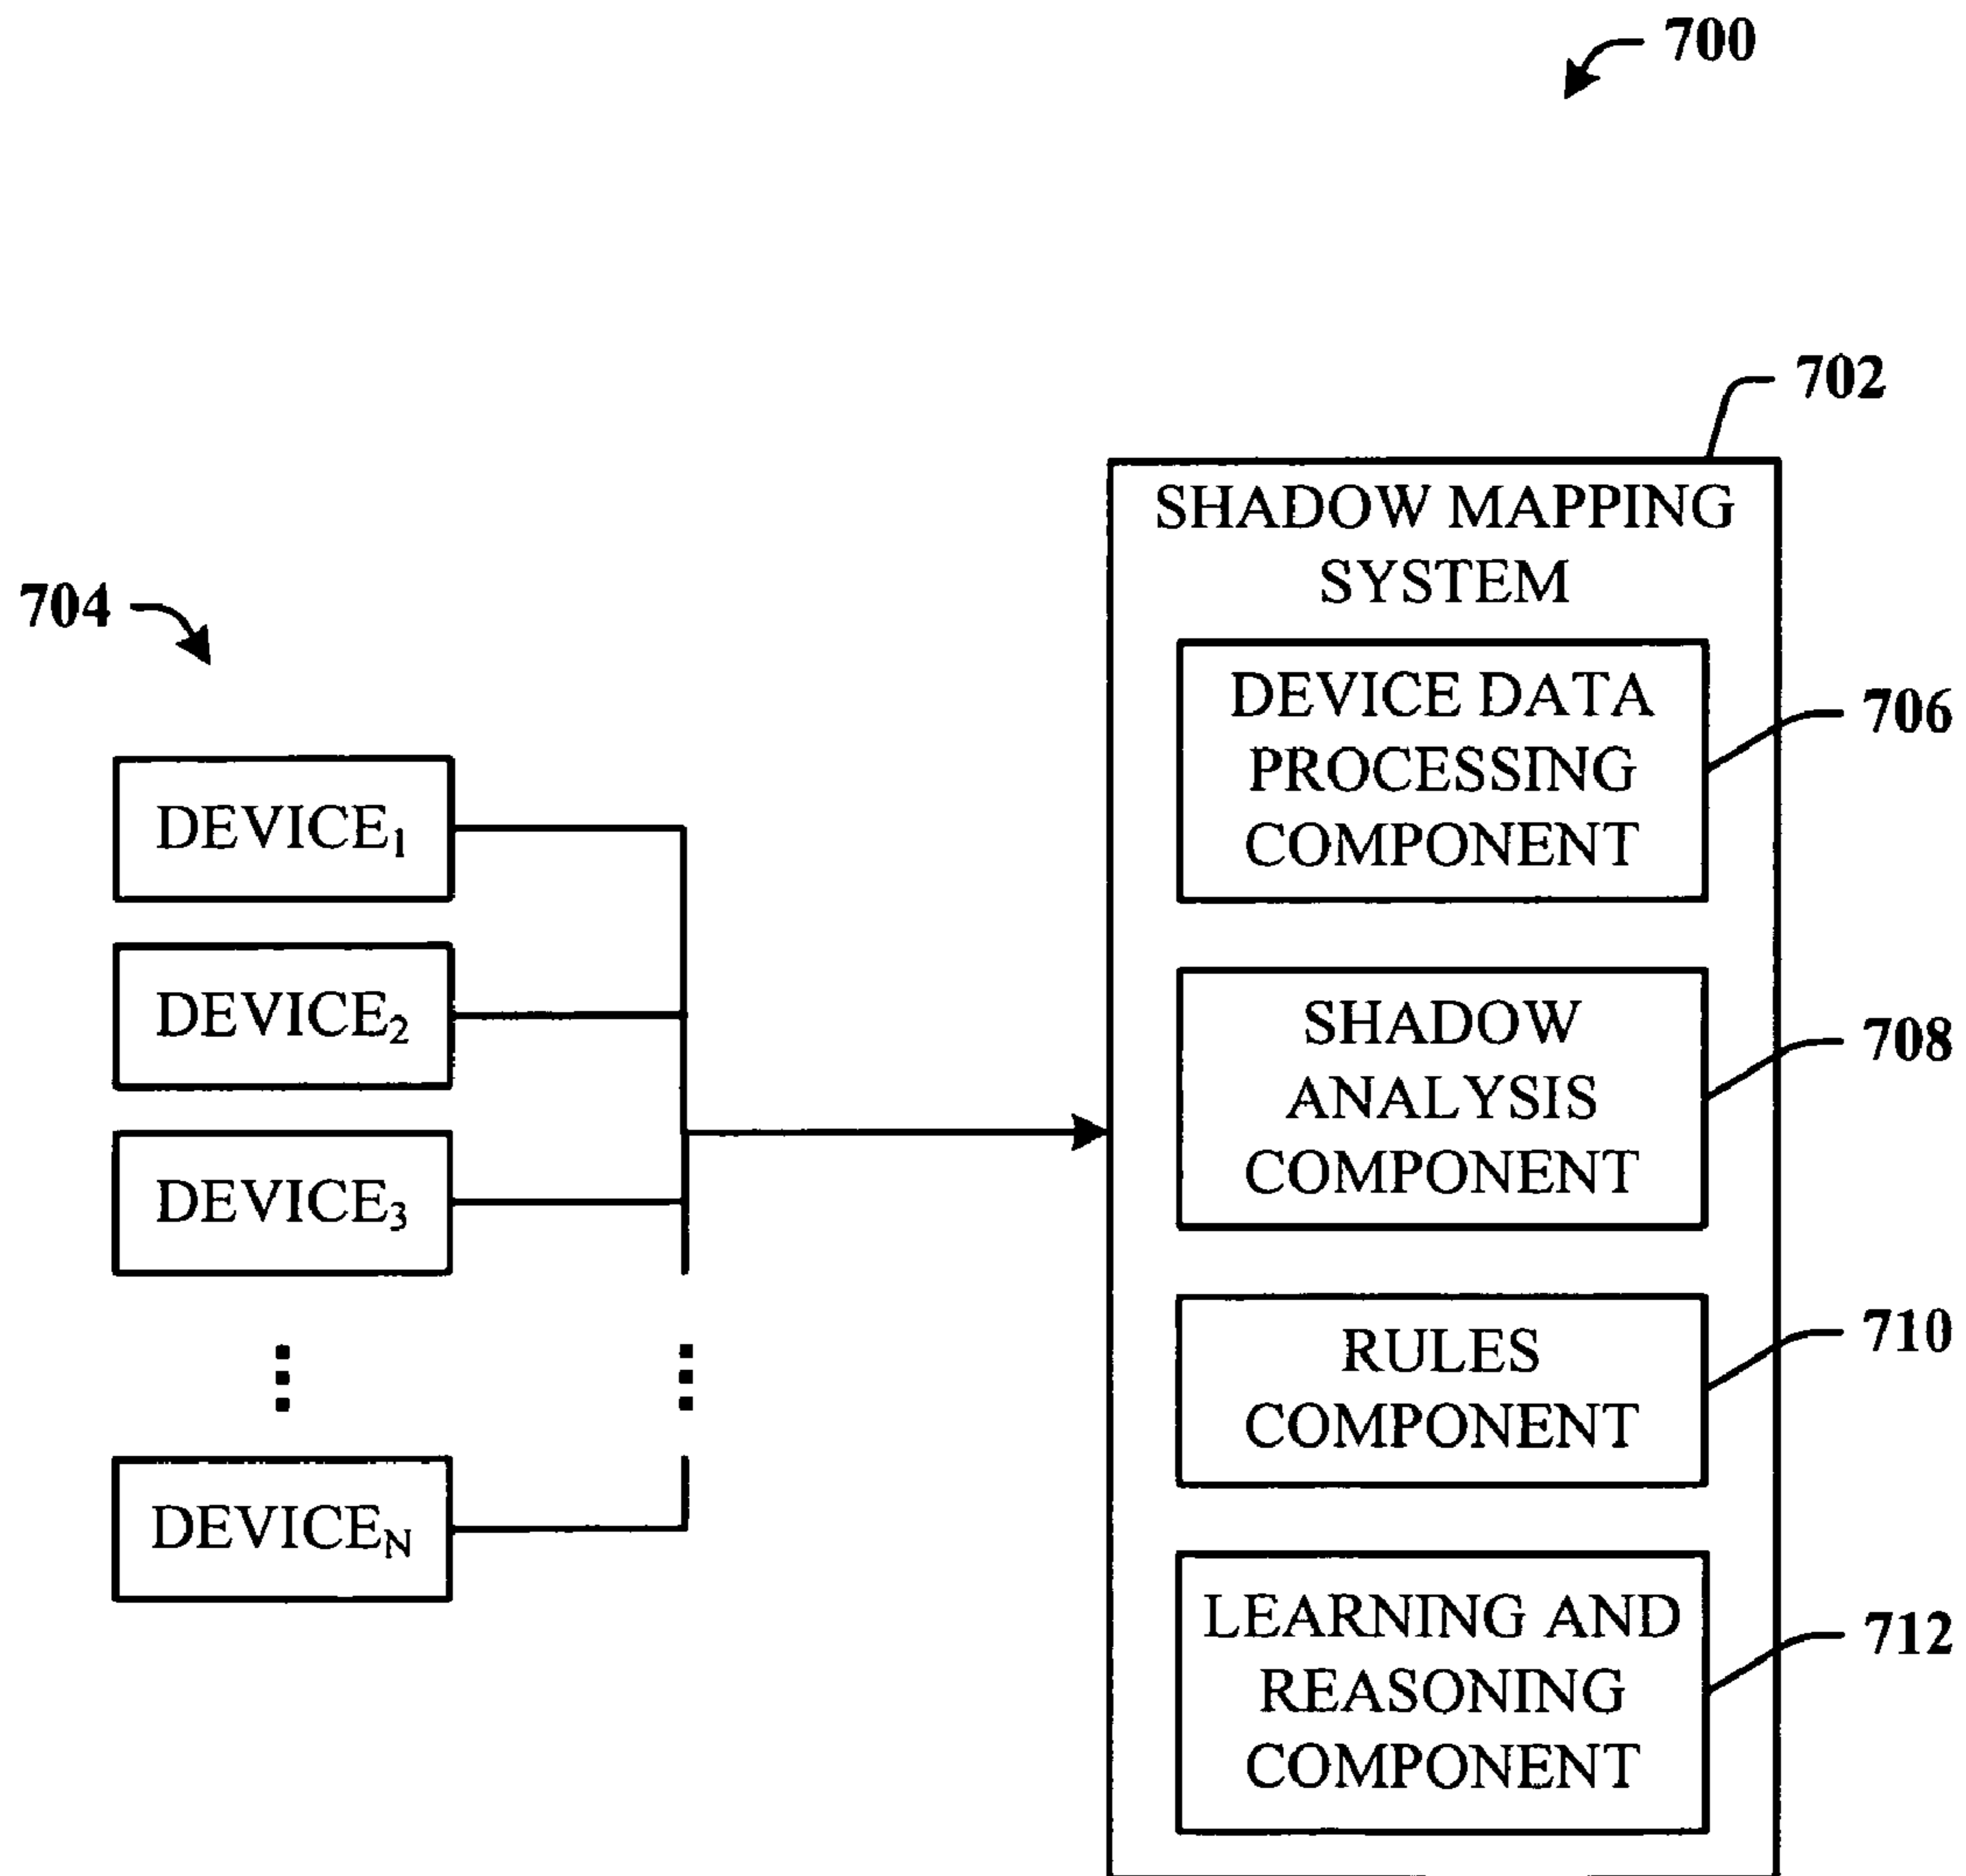 700
702
SHADOW MAPPING
SYSTEM
704
DEVICE DATA
PROCESSING
COMPONENT
706
DEVICE1
DEVICE2
DEVICE3
DEVICEN
SHADOW
ANALYSIS
COMPONENT
708
RULES
COMPONENT
710
LEARNING AND
REASONING
COMPONENT
712